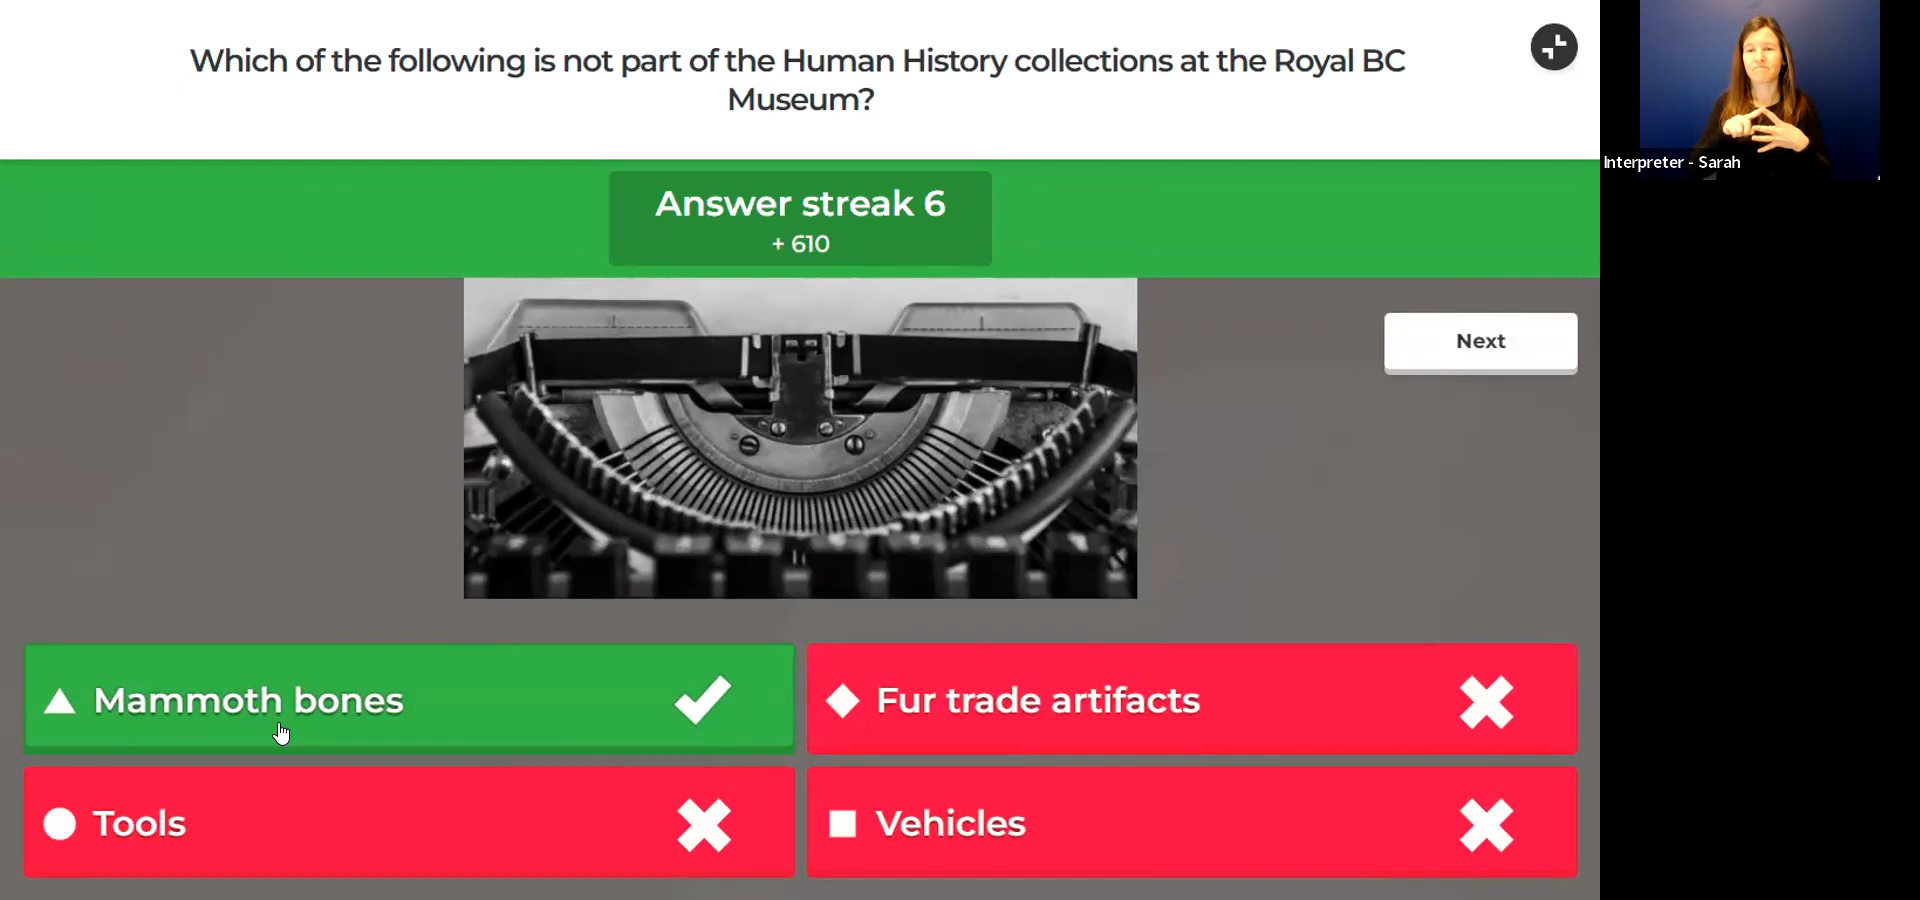 Which of the following is not part of the Human History collections at the Royal BC
Museum?
Interpreter - Sarah
Answer streak 6
+ 610
Next
Mammoth bones
Fur trade artifacts
Tools
Vehicles